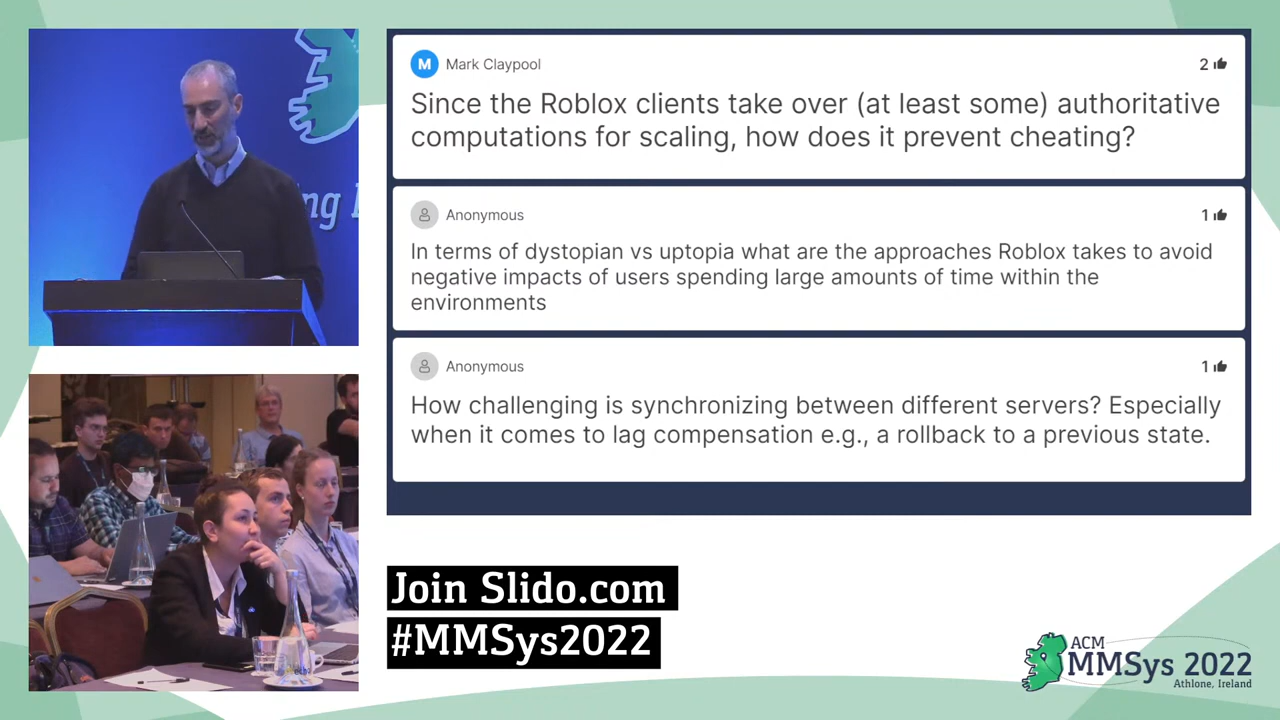 ng
M
Mark Claypool
2
Since the Roblox clients take over (at least some) authoritative
computations for scaling, how does it prevent cheating?
Anonymous
1
In terms of dystopian vs uptopia what are the approaches Roblox takes to avoid
negative impacts of users spending large amounts of time within the
environments
Anonymous
1
How challenging is synchronizing between different servers? Especially
when it comes to lag compensation e.g., a rollback to a previous state.
Join Slido.com
#MMSys2022
ACM
MMSys 2022
Athlone, Ireland